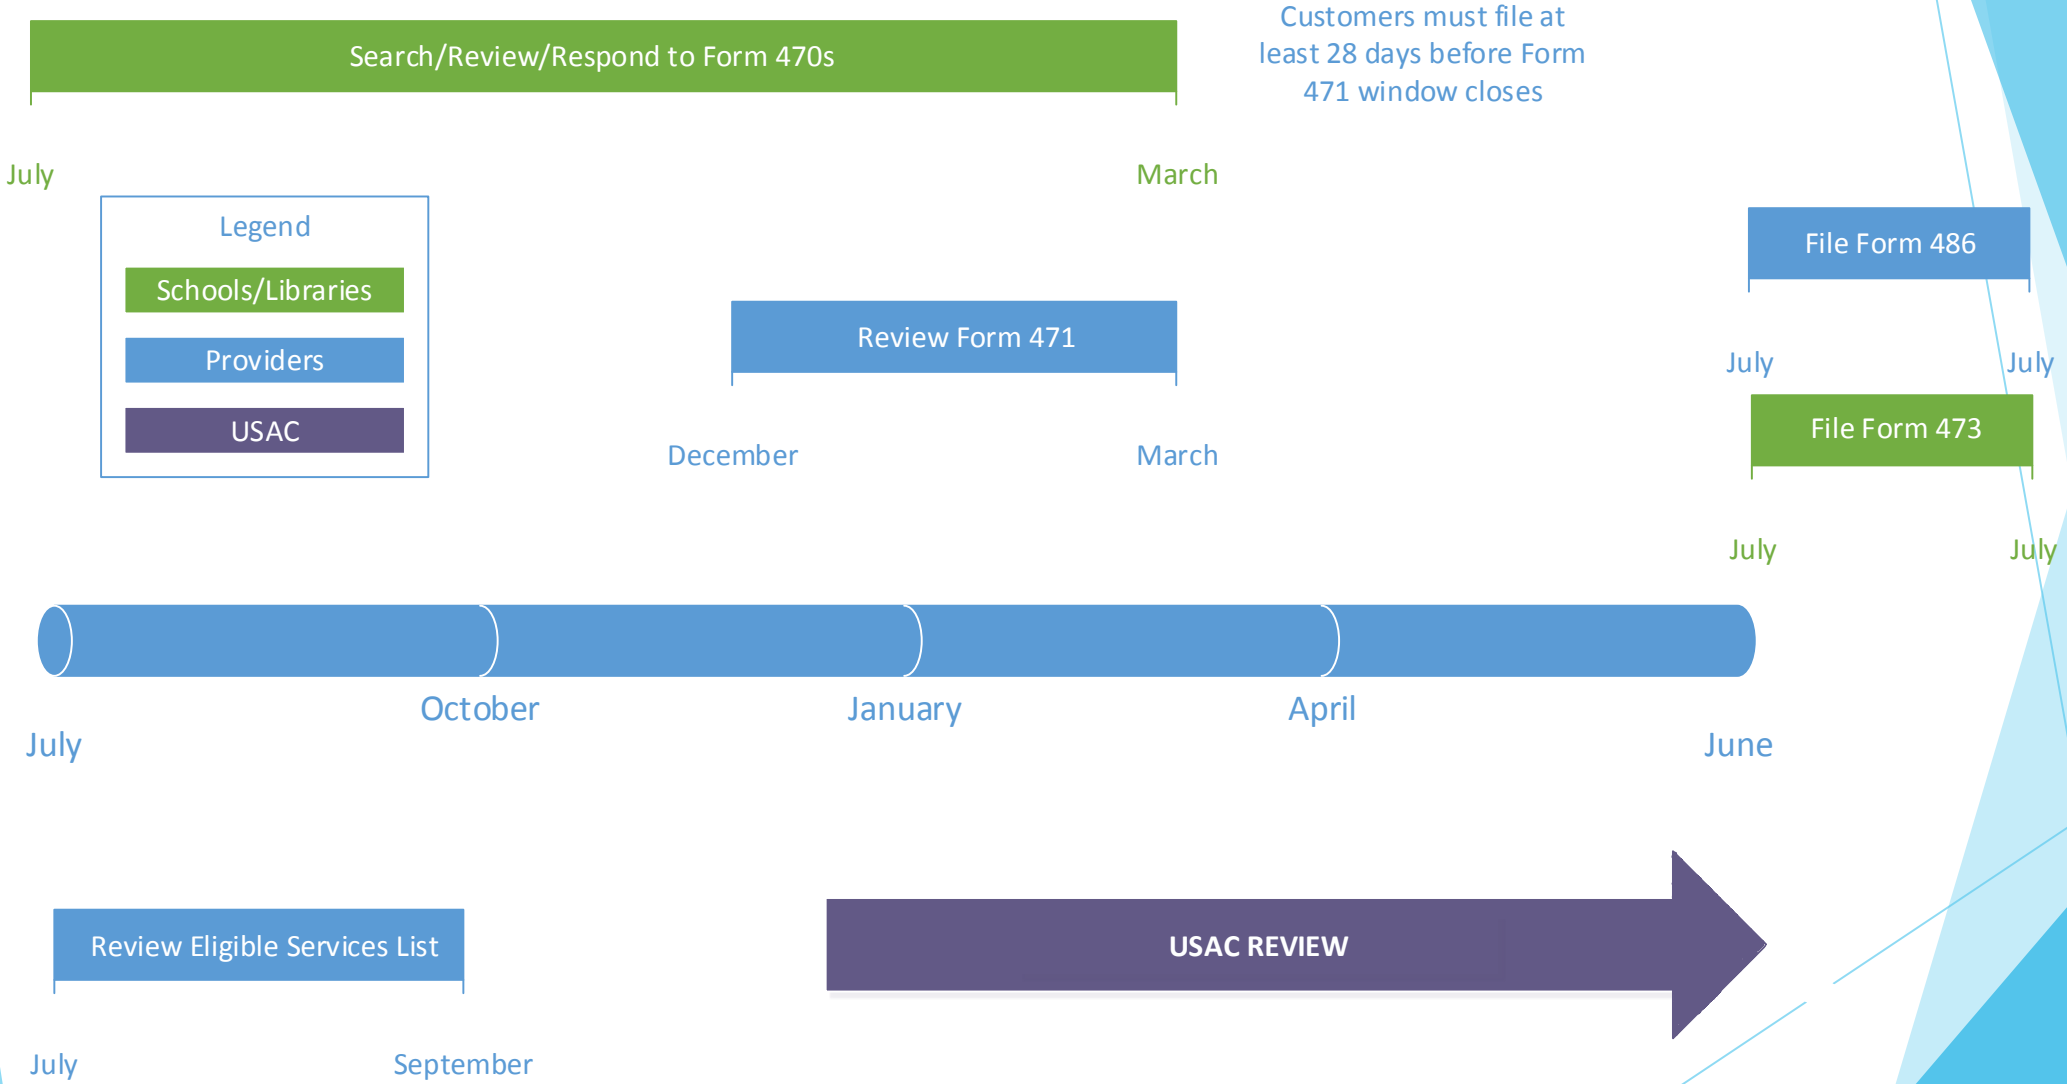 Customers must file at
least 28 days before Form
471 window closes
Search/Review/Respond to Form 470s
July
March
Legend
Schools/Libraries
Providers
USAC
File Form 486
July
July
Review Form 471
December
March
File Form 473
July
July
October
January
April
July
June
Review Eligible Services List
July
September
USAC REVIEW